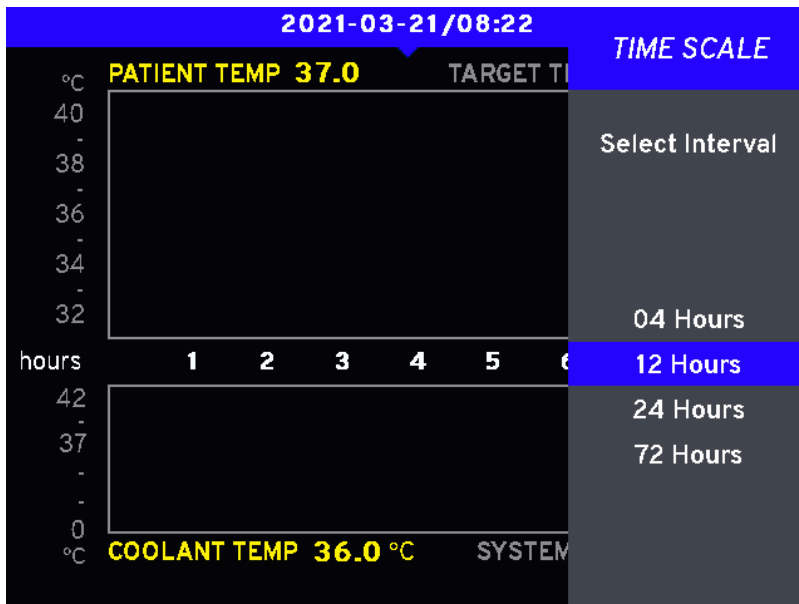 2021-03-21/08:22
TIME SCALE
°C PATIENT TEMP 37.0 TARGET
40
-
38
-
36
-
34
-
32
Select Interval
04 Hours
12 Hours
24 Hours
72 Hours
hours 1 2 3 4 5
42
-
37
-
-
0
°C COOLANT TEMP 36.0 °C SYSTEM